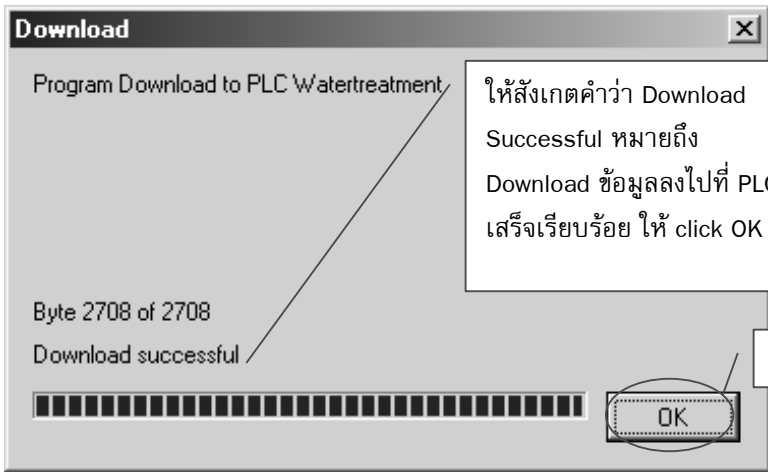 Download
Program Download to PLC Watertreatment
ให้สังเกตคำว่า Download
Successful หมายถึง
Download ข้อมูลลงไปที่ PLC
เสร็จเรียบร้อย ให้ click OK
Byte 2708 of 2708
Download successful
OK